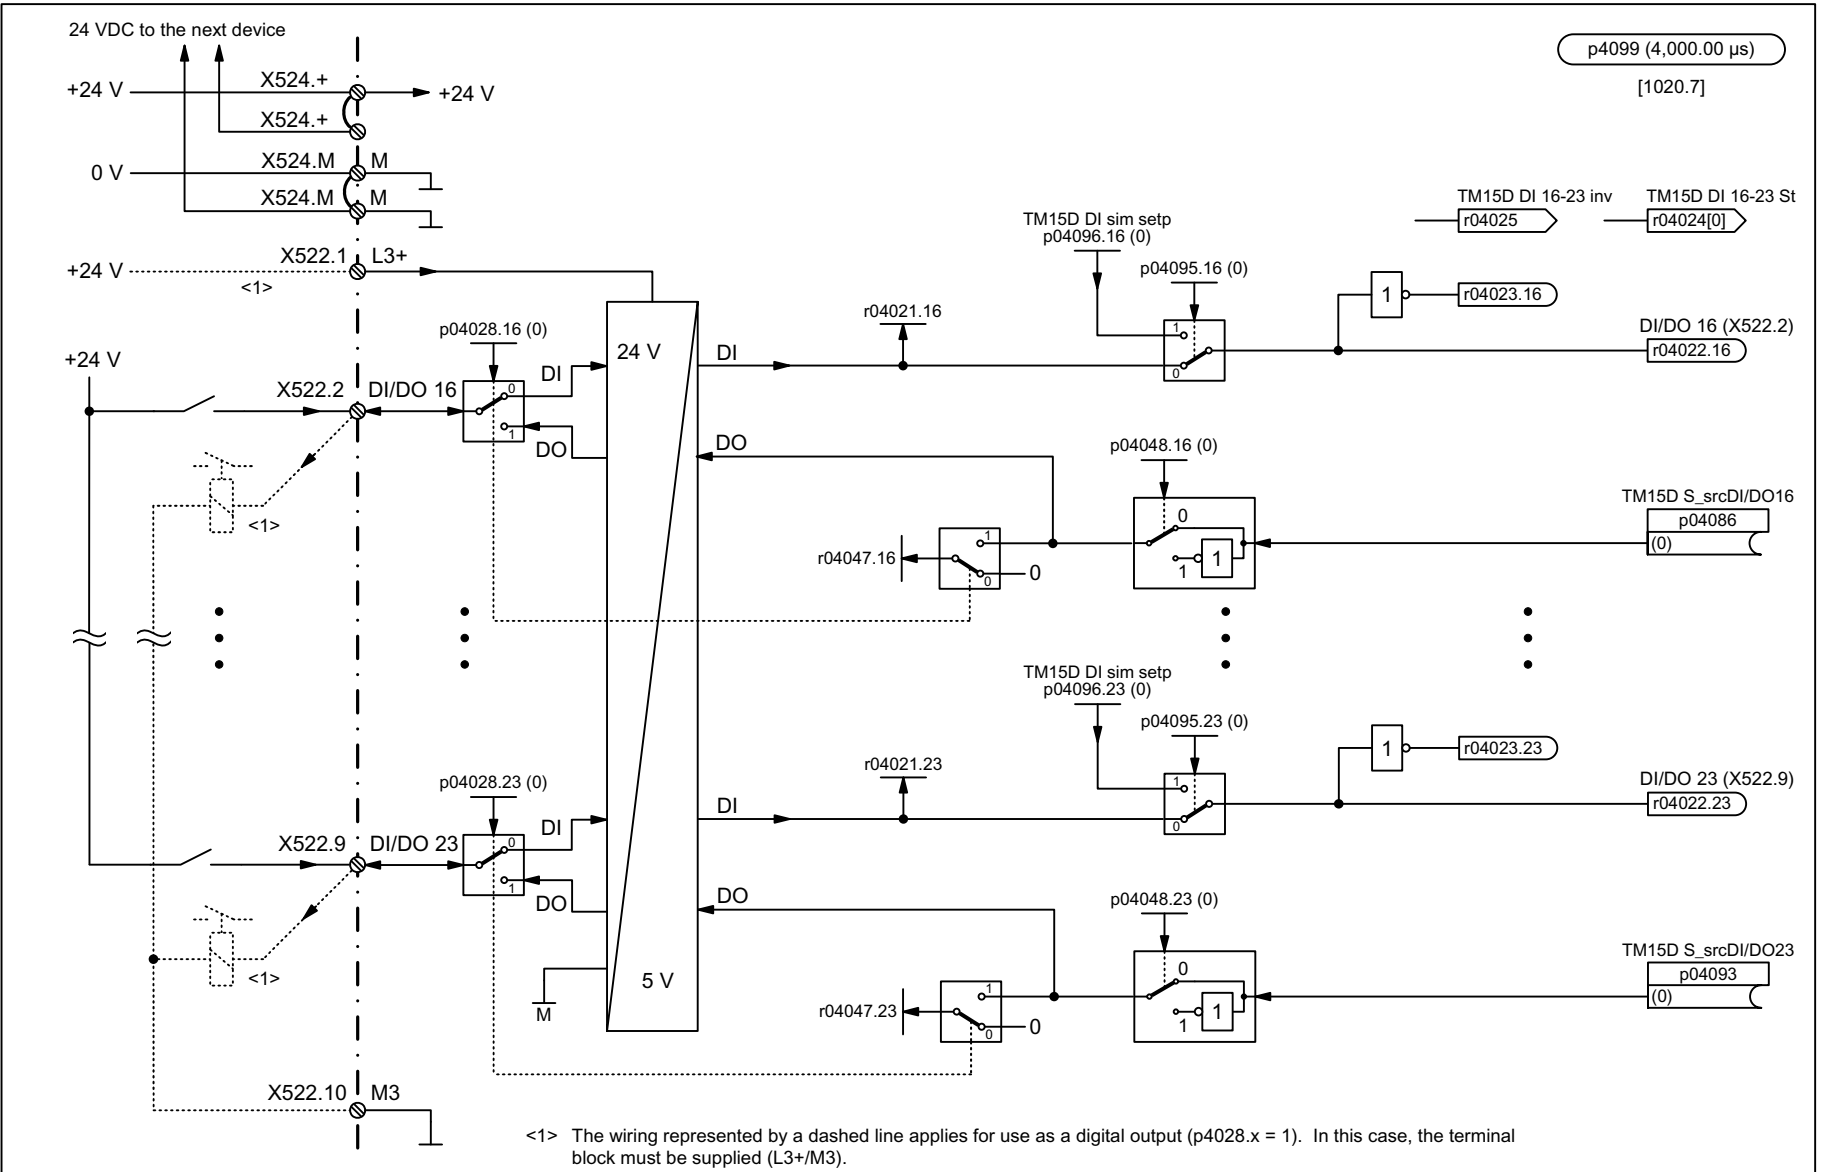 24 VDC to the next device
p4099 (4,000.00 µs)
[1020.7]
+24 V
X524.+
+24 V
X524.+
0 V
X524.M
M
X524.M
M
TM15D DI 16-23 inv
r04025
TM15D DI 16-23 St
r04024[0]
+24 V
X522.1
L3+
<1>
TM15D DI sim setp
p04096.16 (0)
p04095.16 (0)
1
0
1
r04023.16
DI/DO 16 (X522.2)
r04022.16
r04021.16
p04028.16 (0)
24 V
DI
+24 V
X522.2
DI/DO 16
0
1
DI
DO
DO
p04048.16 (0)
0
1
1
TM15D S_srcDI/DO16
p04086
(0)
<1>
r04047.16
1
0
0
TM15D DI sim setp
p04096.23 (0)
p04095.23 (0)
1
0
1
r04023.23
DI/DO 23 (X522.9)
r04022.23
r04021.23
p04028.23 (0)
DI
X522.9
DI/DO 23
0
1
DI
DO
DO
p04048.23 (0)
0
1
1
TM15D S_srcDI/DO23
p04093
(0)
<1>
5 V
M
r04047.23
1
0
0
X522.10
M3
<1> The wiring represented by a dashed line applies for use as a digital output (p4028.x = 1). In this case, the terminal
block must be supplied (L3+/M3).